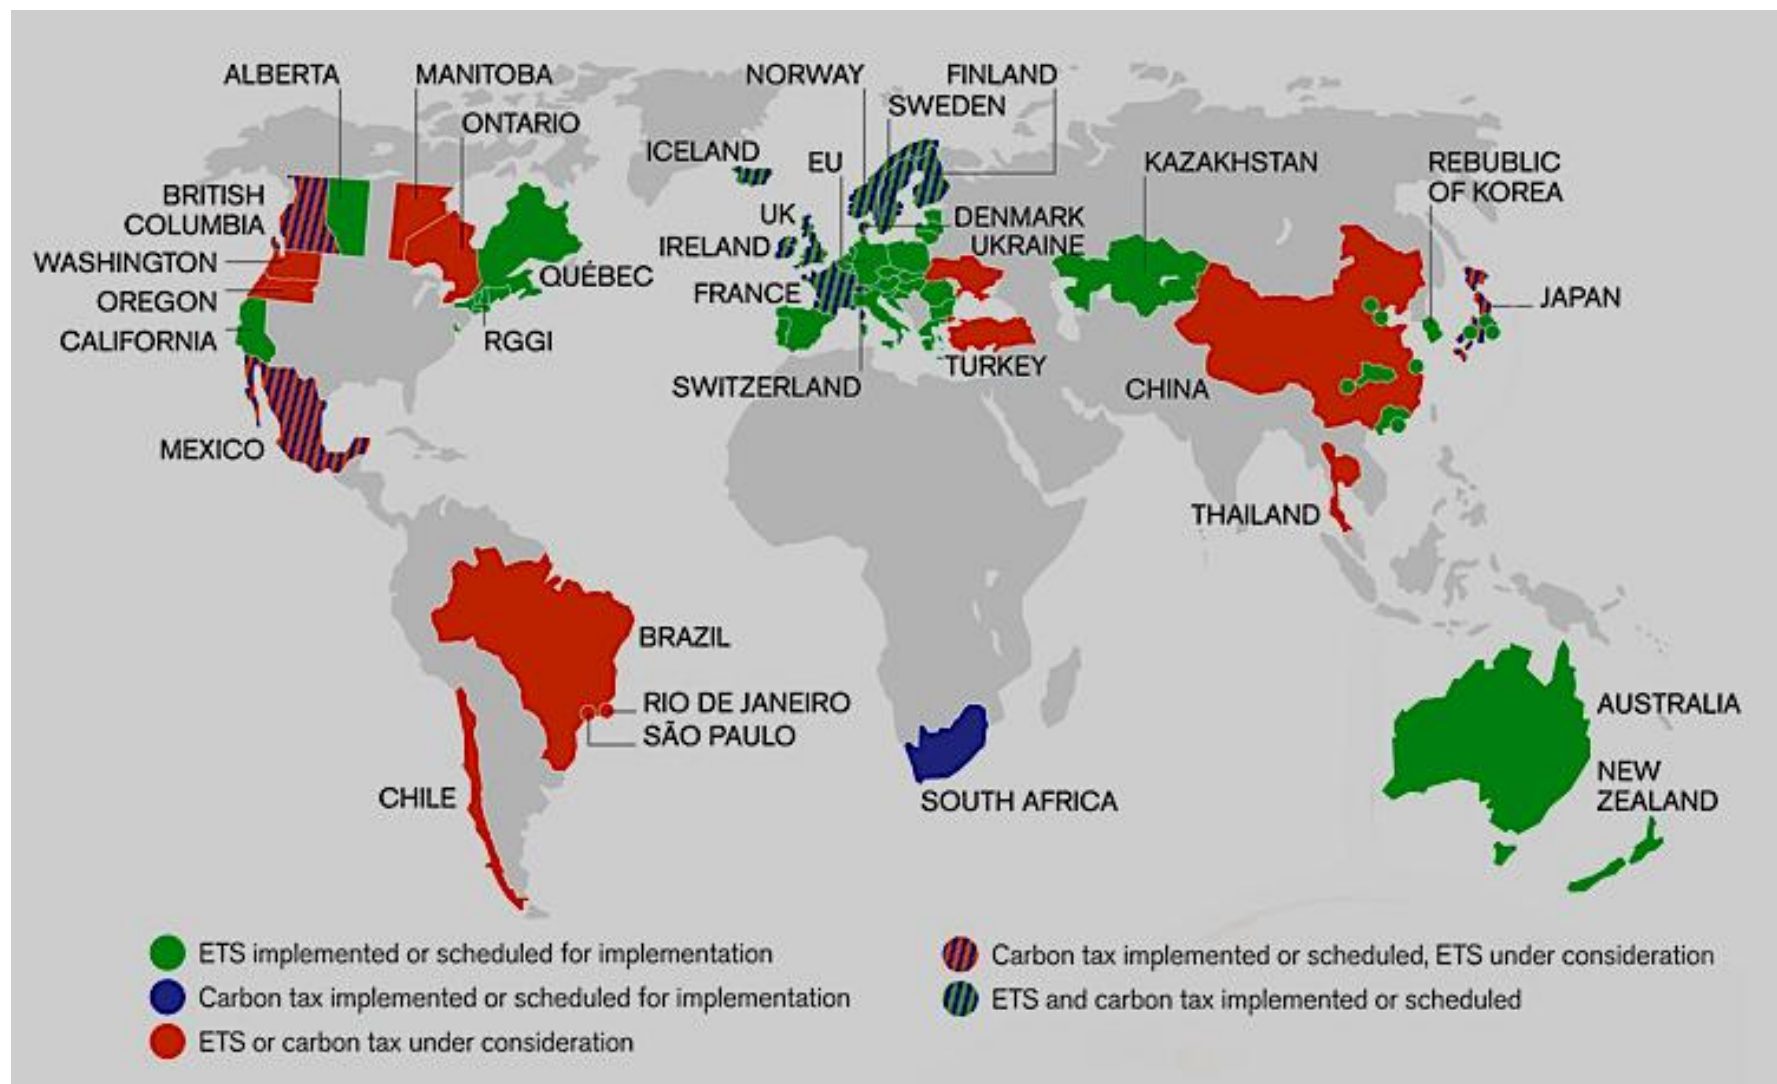 ALBERTA
MANITOBA
NORWAY
FINLAND
SWEDEN
ONTARIO
ICELAND
EU
KAZAKHSTAN
REBUBLIC
OF KOREA
BRITISH
COLUMBIA
UK
DENMARK
IRELAND
UKRAINE
WASHINGTON
QUÉBEC
FRANCE
OREGON
JAPAN
CALIFORNIA
RGGI
TURKEY
SWITZERLAND
CHINA
MEXICO
THAILAND
BRAZIL
RIO DE JANEIRO
SÃO PAULO
AUSTRALIA
NEW
ZEALAND
CHILE
SOUTH AFRICA
ETS implemented or scheduled for implementation
Carbon tax implemented or scheduled for implementation
ETS or carbon tax under consideration
Carbon tax implemented or scheduled, ETS under consideration
ETS and carbon tax implemented or scheduled